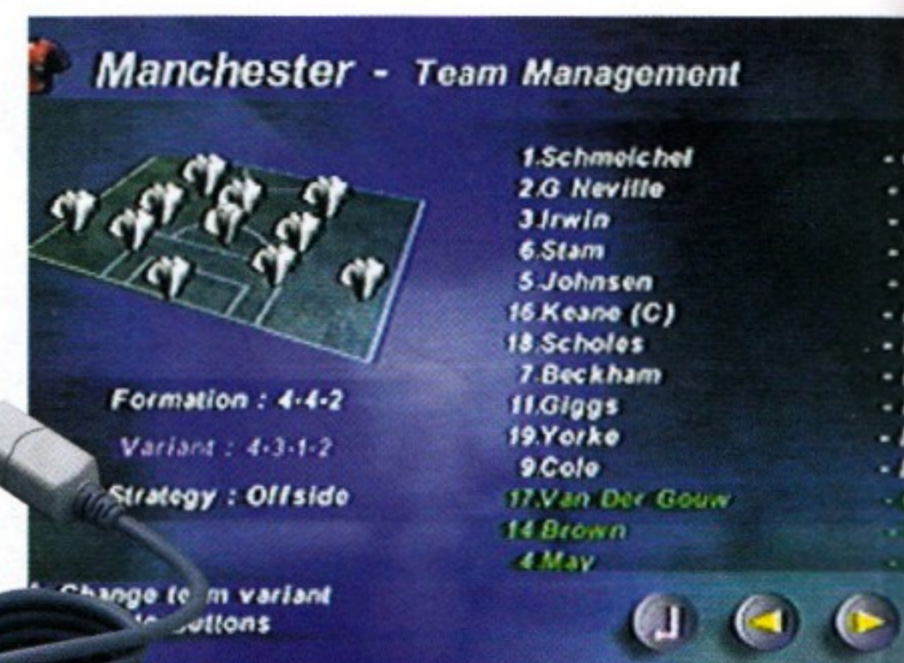 Manchester - Team Management
1.Schmeichel -
2.G Neville -
3.Irwin -
6.Stam -
5.Johnsen -
16.Keane (C) -
18.Scholes -
7.Beckham -
11.Giggs -
19.Yorke -
9.Cole -
17.Van Der Gouw -
14.Brown -
4.May -
Formation : 4-4-2
Variant : 4-3-1-2
Strategy : Offside
Change team variant